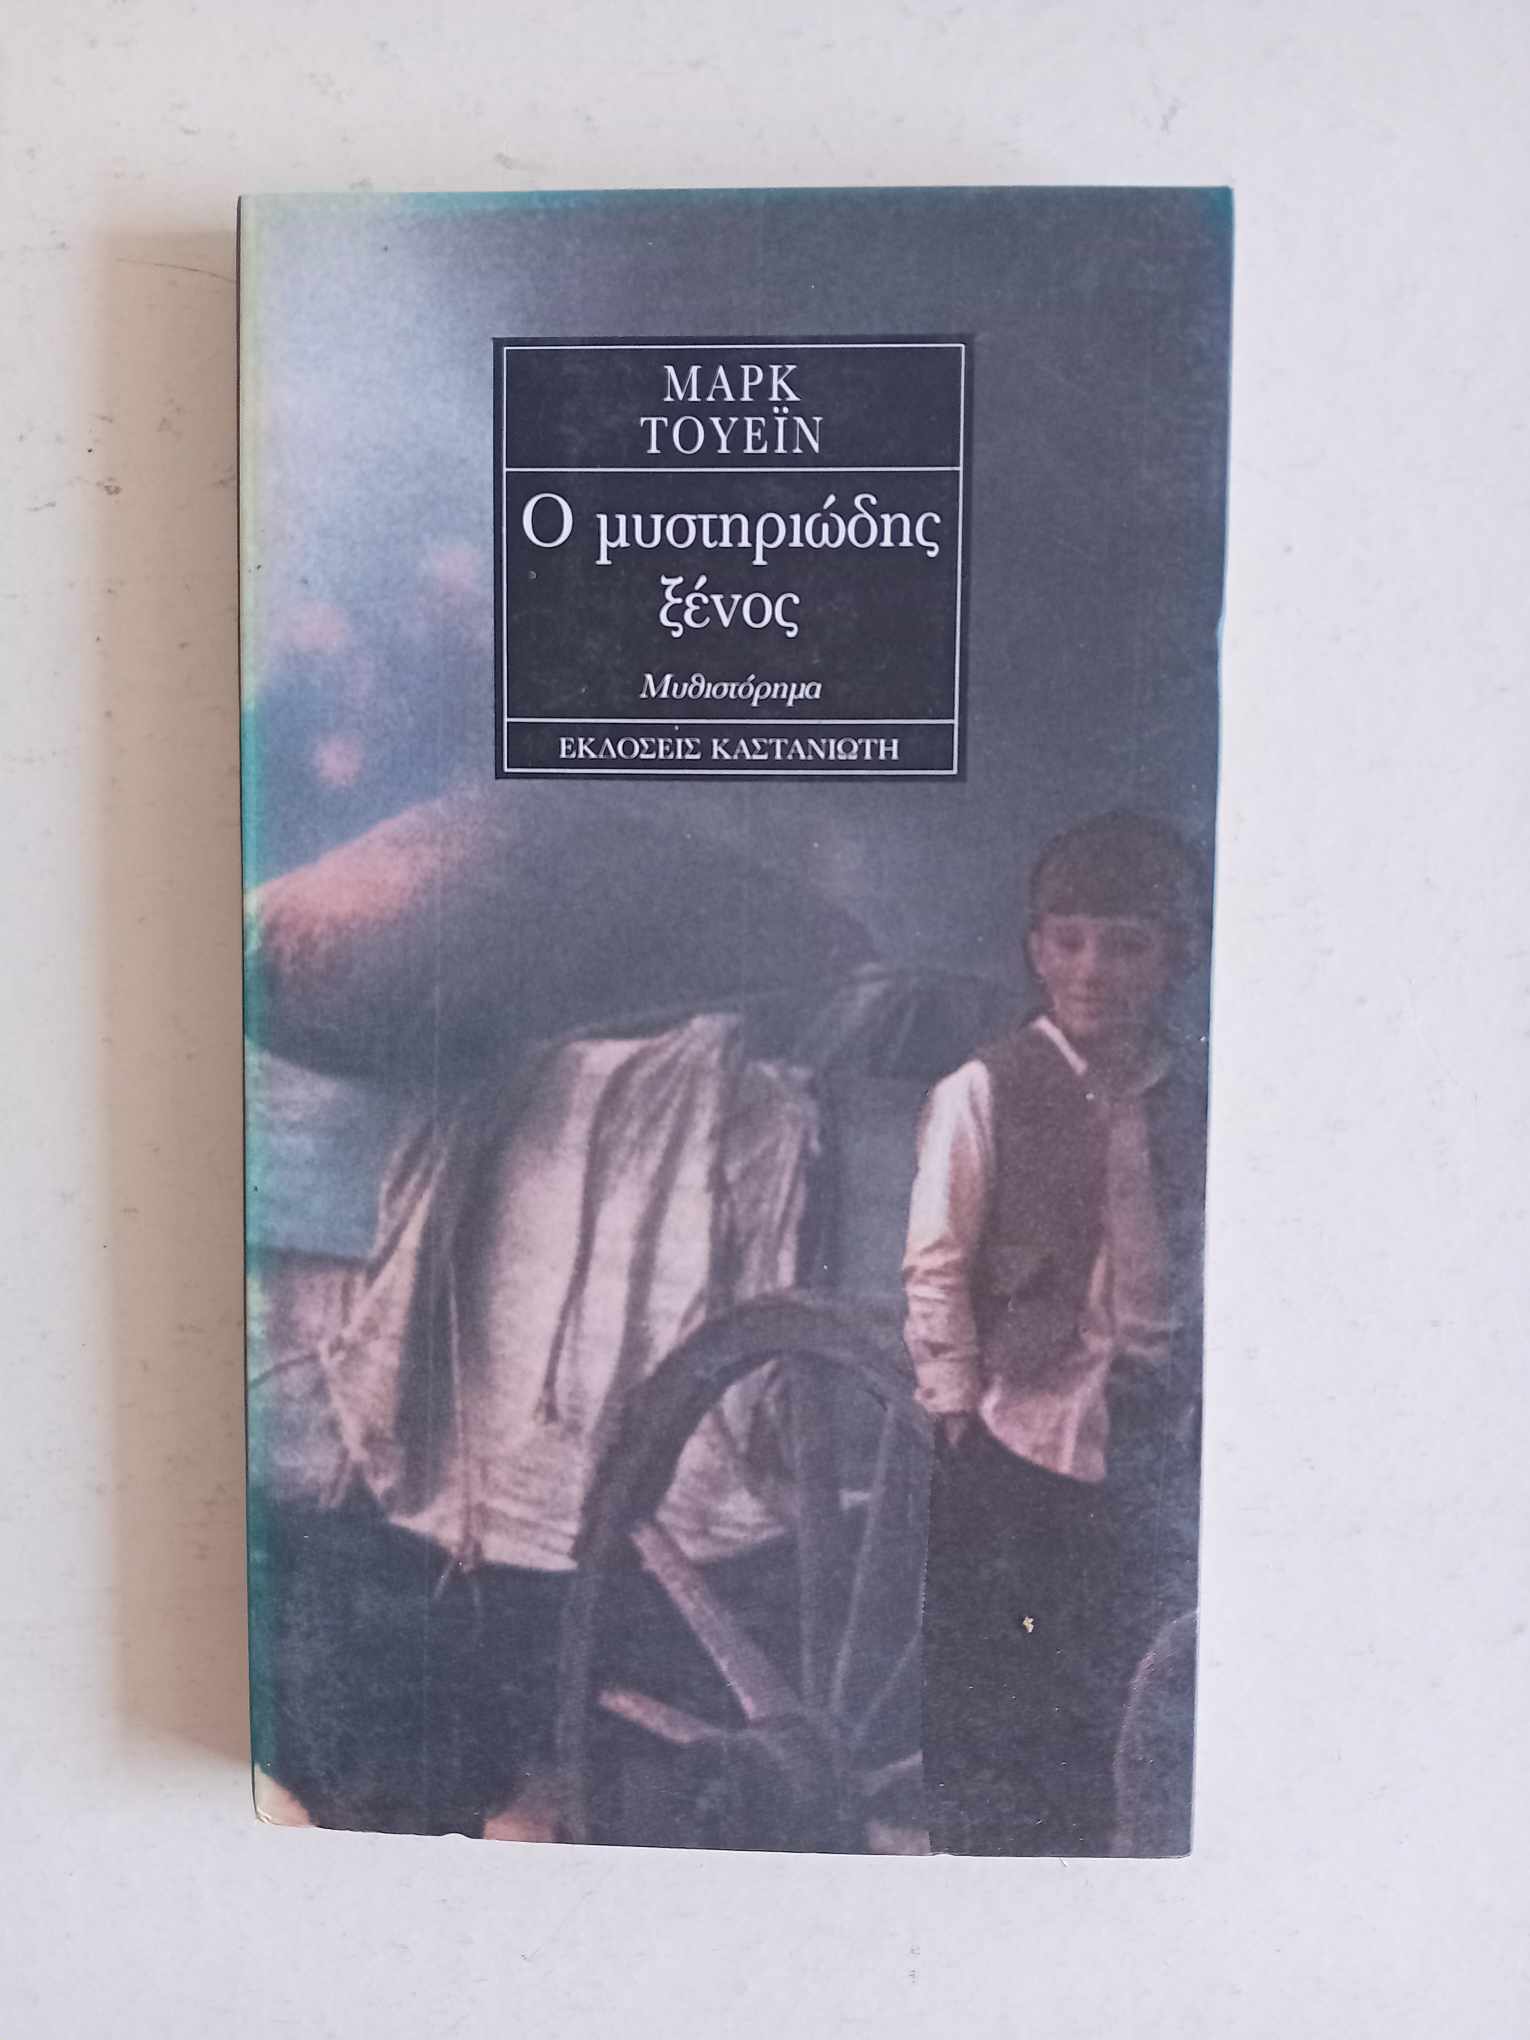 ΜΑΡΚ
ΤΟΥΕΪΝ
Ο μυστηριώδης
ξένος
Μυθιστόρημα
ΕΚΔΟΣΕΙΣ ΚΑΣΤΑΝΙΩΤΗ